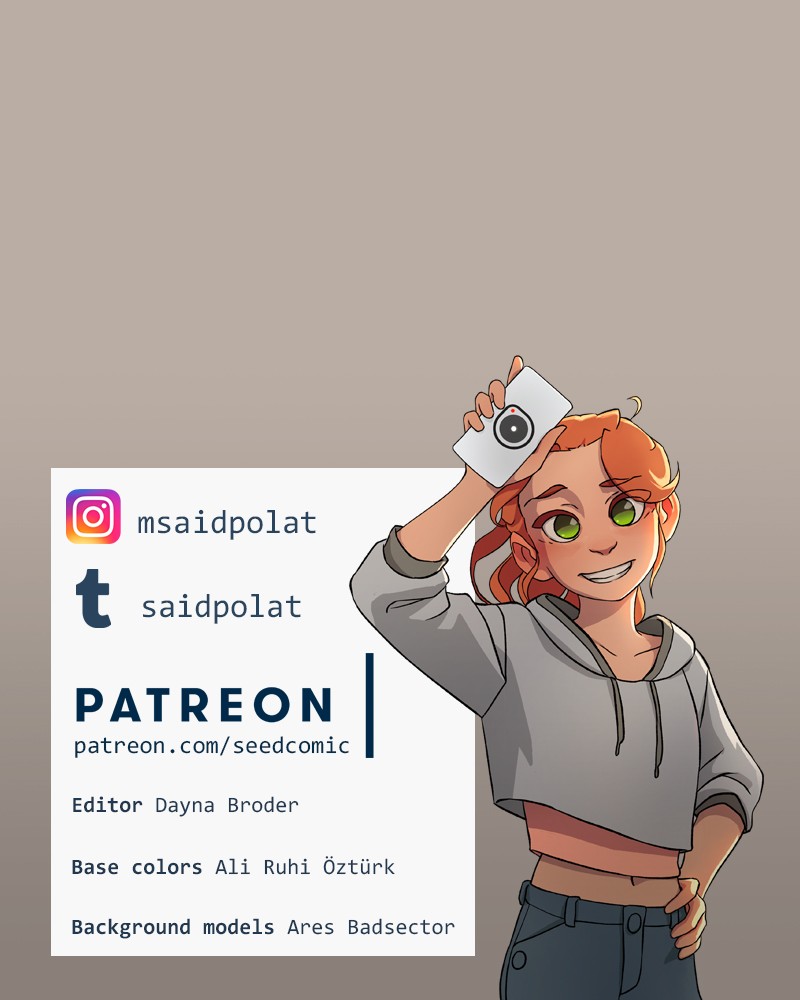 msaidpolat
t saidpolat
PATREON
patreon.com/seedcomic
Editor Dayna Broder
Base colors Ali Ruhi Öztürk
Background models Ares Badsector